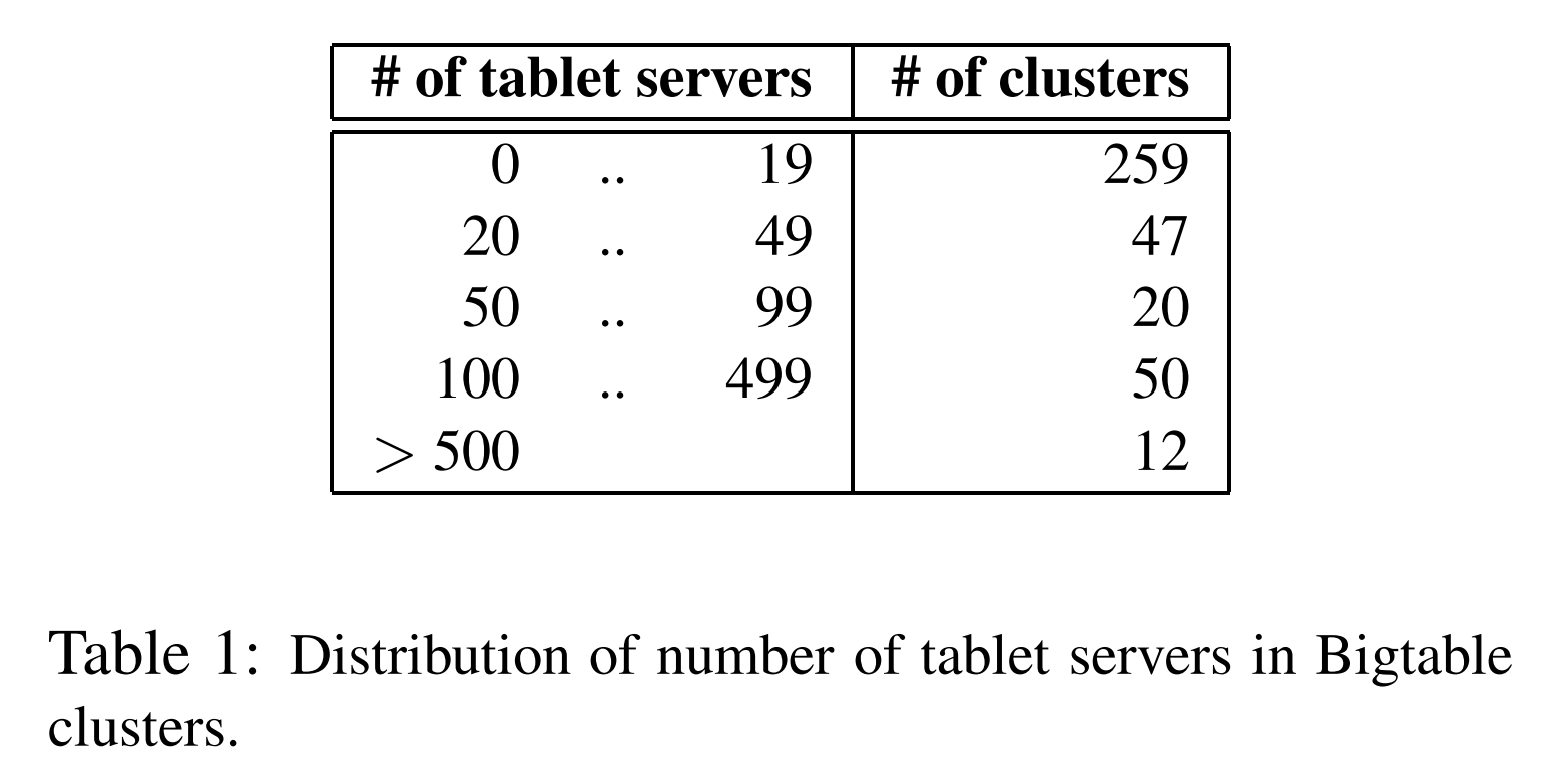 # of tablet servers # of clusters
0 .. 19 259
20 .. 49 47
50 .. 99 20
100 .. 499 50
> 500 12
Table 1: Distribution of number of tablet servers in Bigtable
clusters.